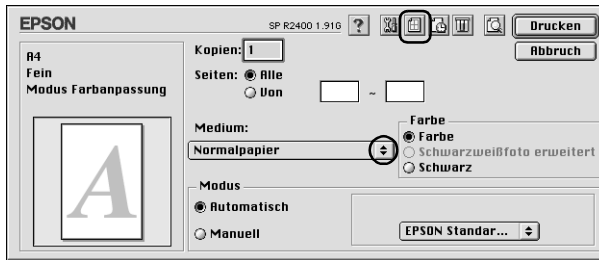 EPSON
SP R2400 1.91G
?
Drucken
Abbruch
A4
Fein
Modus Farbanpassung
A
Kopien: 1
Seiten: Alle
Von ~
Medium:
Normalpapier
Farbe
Farbe
Schwarzweißfoto erweitert
Schwarz
Modus
Automatisch
Manuell
EPSON Standar...